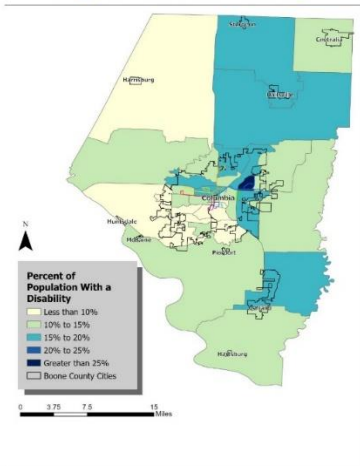 Sturgeon
Centralia
Harrisburg
Hallsville
Columbia
Huntsdale
McBaine
Pierpont
Ashland
Hartsburg
N
Percent of
Population With a
Disability
Less than 10%
10% to 15%
15% to 20%
20% to 25%
Greater than 25%
Boone County Cities
0 3.75 7.5 15
Miles